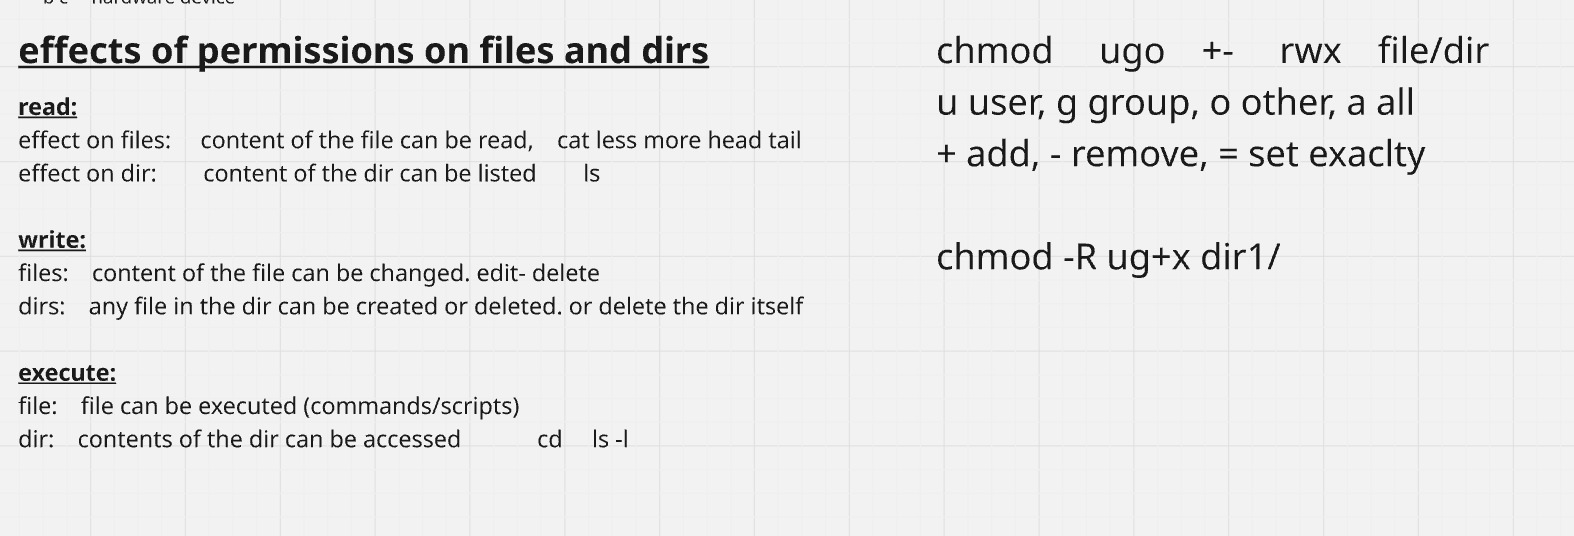 b c hardware device
effects of permissions on files and dirs
read:
effect on files: content of the file can be read, cat less more head tail
effect on dir: content of the dir can be listed ls
write:
files: content of the file can be changed. edit- delete
dirs: any file in the dir can be created or deleted. or delete the dir itself
execute:
file: file can be executed (commands/scripts)
dir: contents of the dir can be accessed cd ls -l
chmod ugo +- rwx file/dir
u user, g group, o other, a all
+ add, - remove, = set exaclty
chmod -R ug+x dir1/